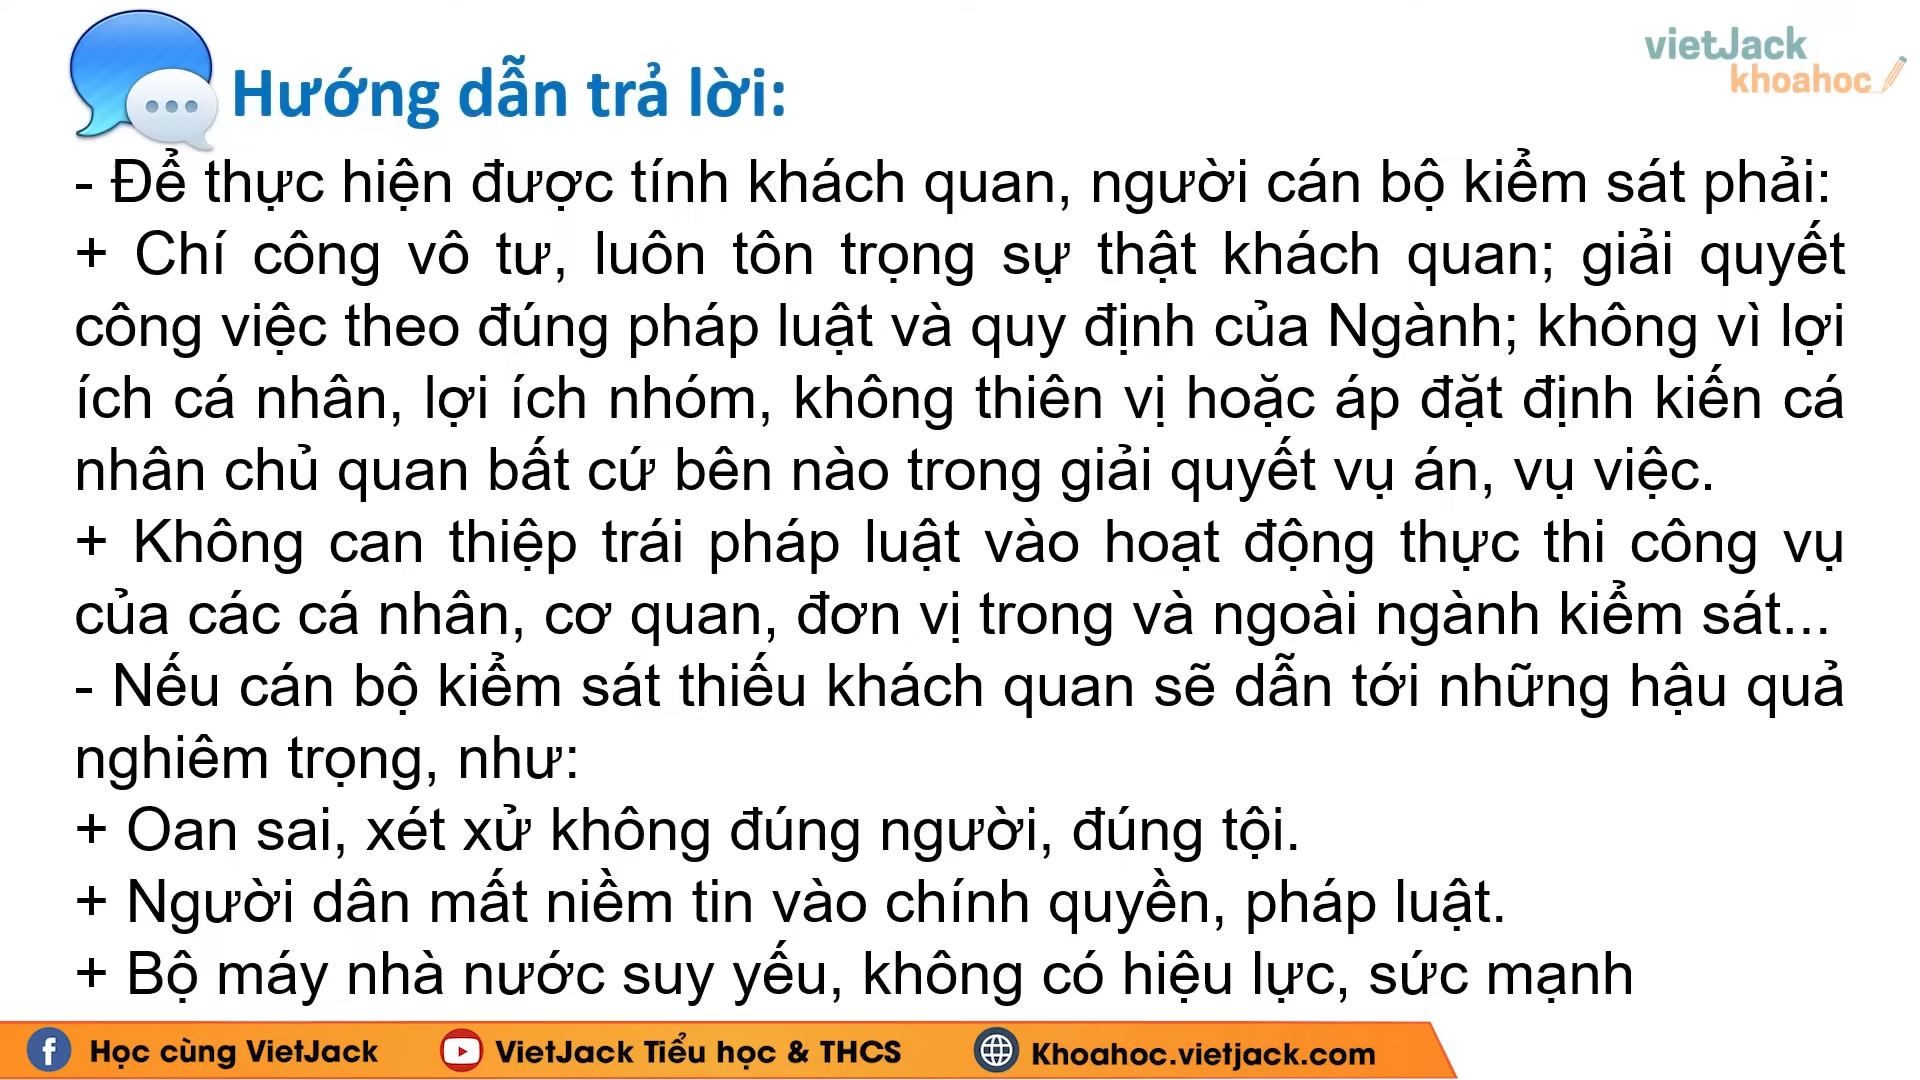 vietJack
khoahoc
Hướng dẫn trả lời:
- Để thực hiện được tính khách quan, người cán bộ kiểm sát phải:
+ Chí công vô tư, luôn tôn trọng sự thật khách quan; giải quyết
công việc theo đúng pháp luật và quy định của Ngành; không vì lợi
ích cá nhân, lợi ích nhóm, không thiên vị hoặc áp đặt định kiến cá
nhân chủ quan bất cứ bên nào trong giải quyết vụ án, vụ việc.
+ Không can thiệp trái pháp luật vào hoạt động thực thi công vụ
của các cá nhân, cơ quan, đơn vị trong và ngoài ngành kiểm sát...
- Nếu cán bộ kiểm sát thiếu khách quan sẽ dẫn tới những hậu quả
nghiêm trọng, như:
+ Oan sai, xét xử không đúng người, đúng tội.
+ Người dân mất niềm tin vào chính quyền, pháp luật.
+ Bộ máy nhà nước suy yếu, không có hiệu lực, sức mạnh
Học cùng VietJack VietJack Tiểu học & THCS Khoahoc.vietjack.com